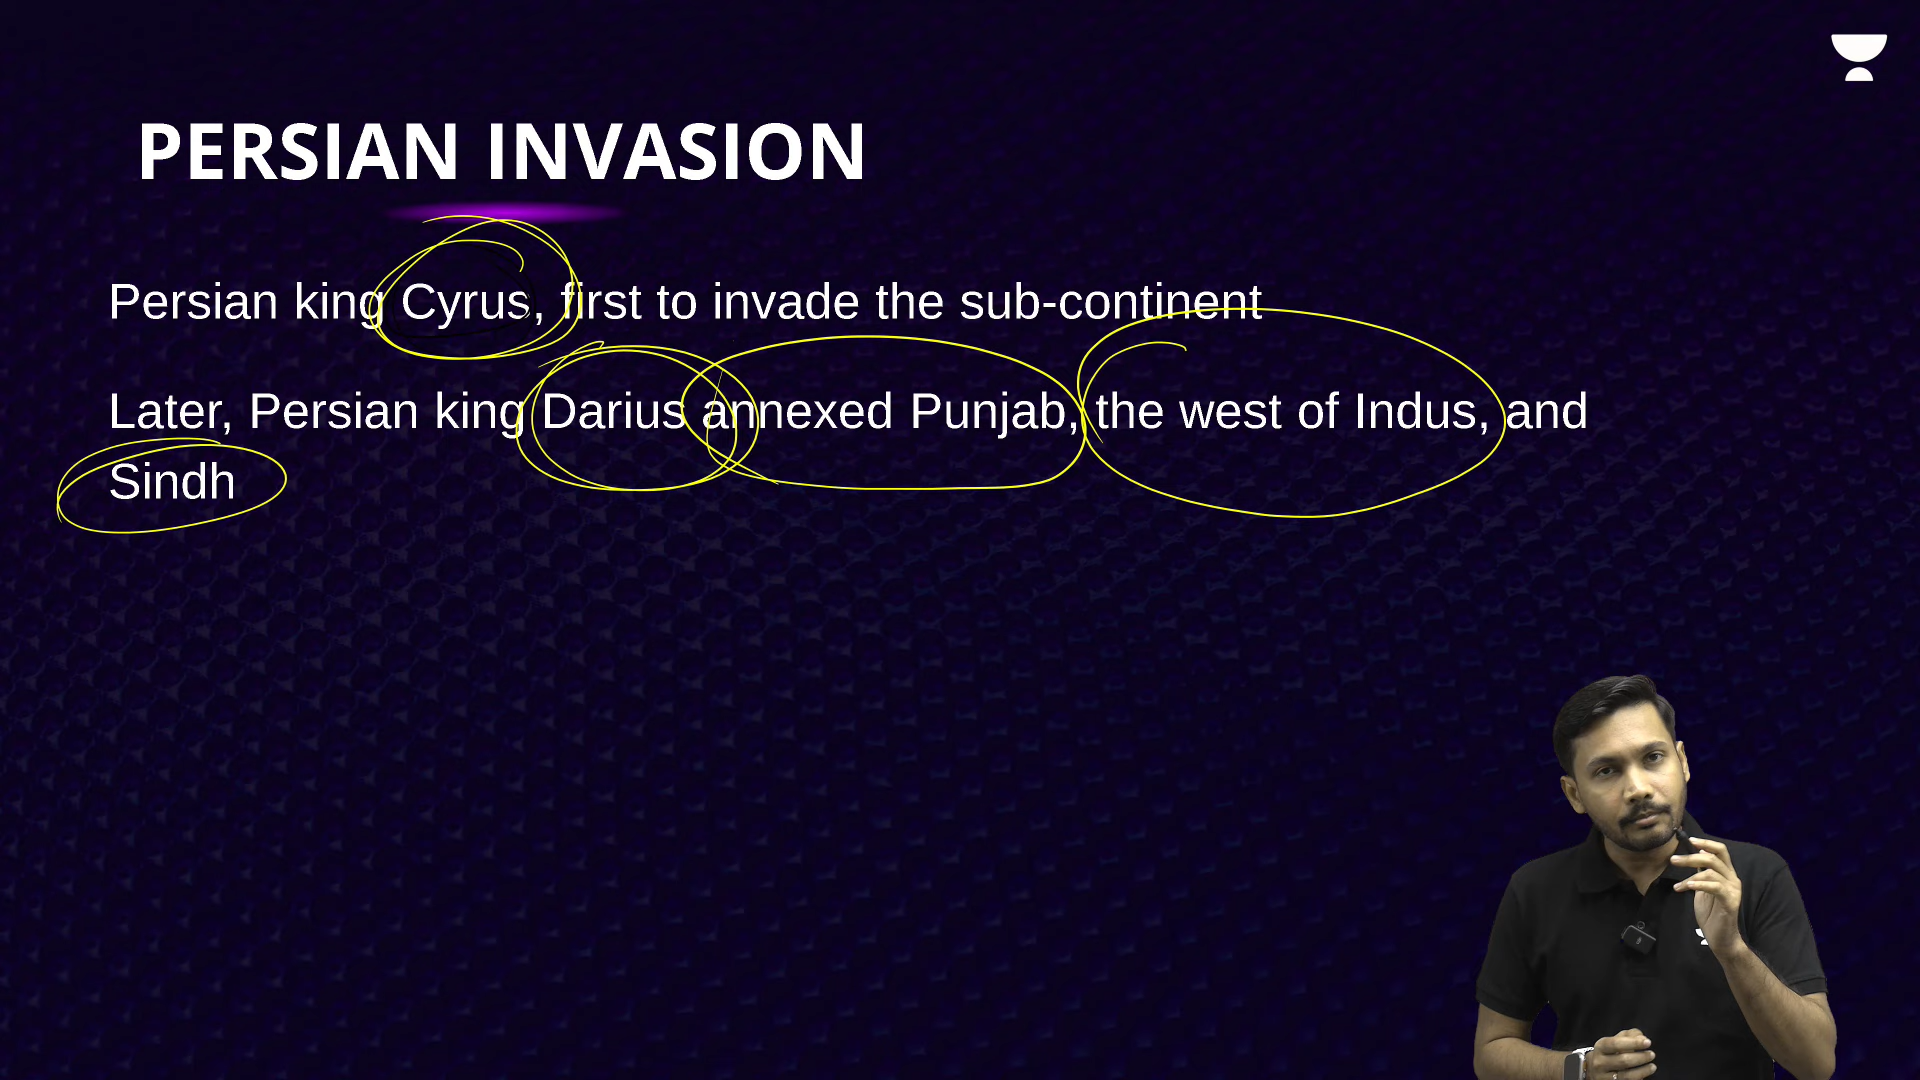 PERSIAN INVASION
Persian king Cyrus, first to invade the sub-continent
Later, Persian king Darius annexed Punjab, the west of Indus, and
Sindh